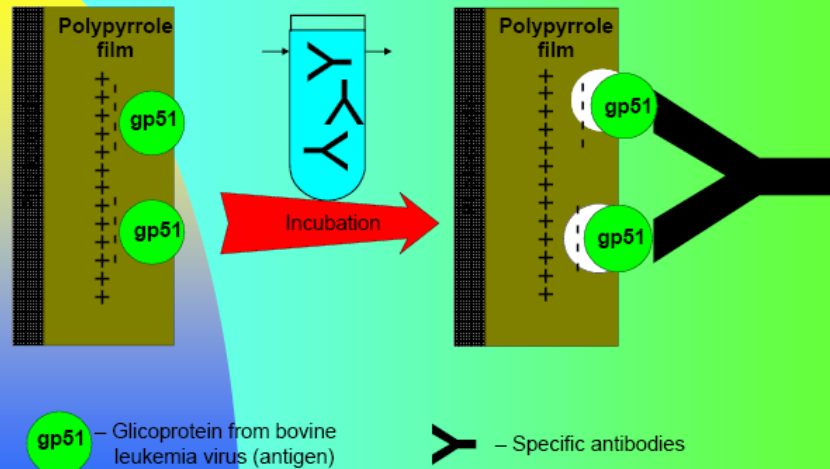 Polypyrrole
film
gp51
gp51
Incubation
Polypyrrole
film
gp51
gp51
gp51
– Glicoprotein from bovine
leukemia virus (antigen)
– Specific antibodies